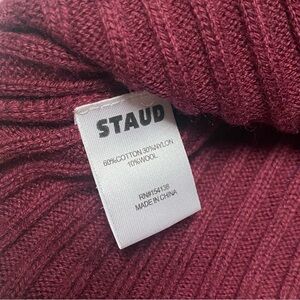 STAUD
60%COTTON 30%NYLON
10%WOOL
RN#154138
MADE IN CHINA